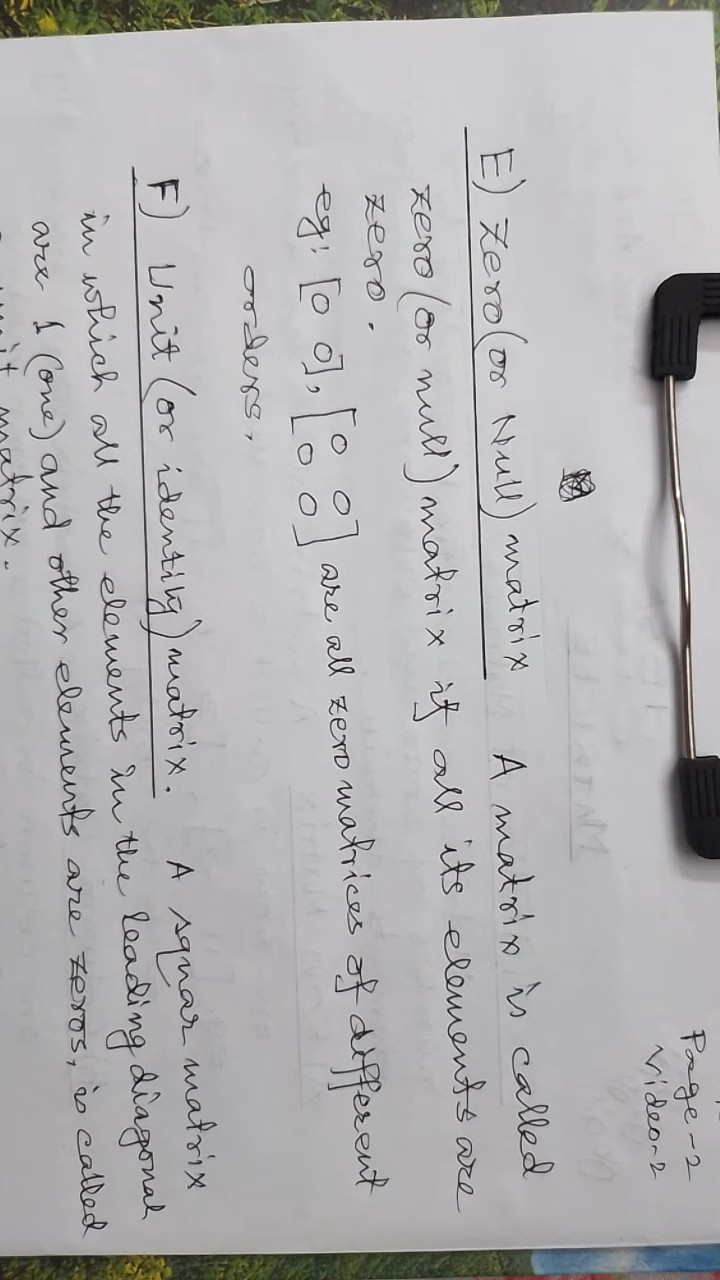 Page-2
Video-2
E) Zero (or Null) matrix A matrix is called
zero (or null) matrix if all its elements are
zero.
eg: [0 0], [0 0
0 0] are all zero matrices of different
orders.
F) Unit (or identity) matrix. A squar matrix
in which all the elements in the leading diagonal
are 1 (one) and other elements are zeros, is called
unit matrix.